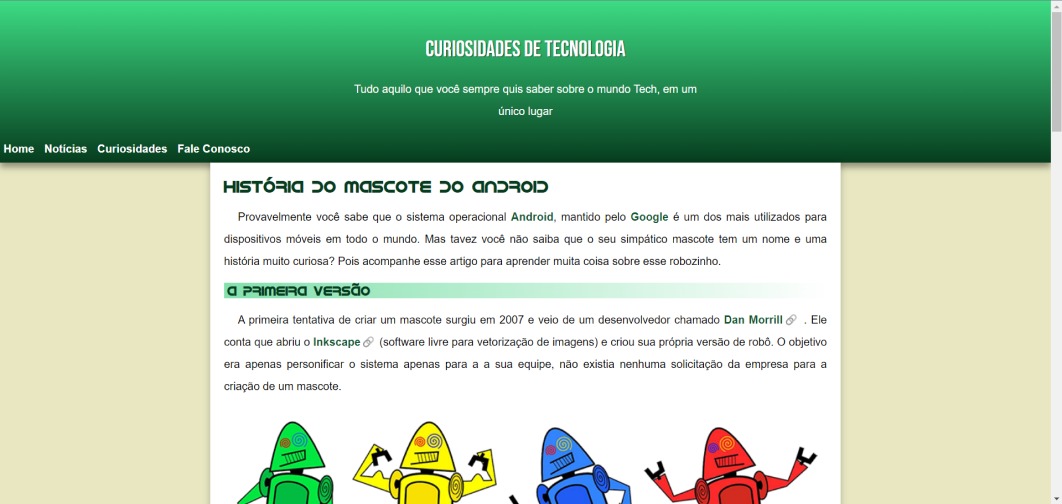 CURIOSIDADES DE TECNOLOGIA
Tudo aquilo que você sempre quis saber sobre o mundo Tech, em um
único lugar
Home Notícias Curiosidades Fale Conosco
HISTÓRIA DO MASCOTE DO ANDROID
Provavelmente você sabe que o sistema operacional Android, mantido pelo Google é um dos mais utilizados para
dispositivos móveis em todo o mundo. Mas tavez você não saiba que o seu simpático mascote tem um nome e uma
história muito curiosa? Pois acompanhe esse artigo para aprender muita coisa sobre esse robozinho.
A PRIMEIRA VERSÃO
A primeira tentativa de criar um mascote surgiu em 2007 e veio de um desenvolvedor chamado Dan Morrill . Ele
conta que abriu o Inkscape (software livre para vetorização de imagens) e criou sua própria versão de robô. O objetivo
era apenas personificar o sistema apenas para a a sua equipe, não existia nenhuma solicitação da empresa para a
criação de um mascote.